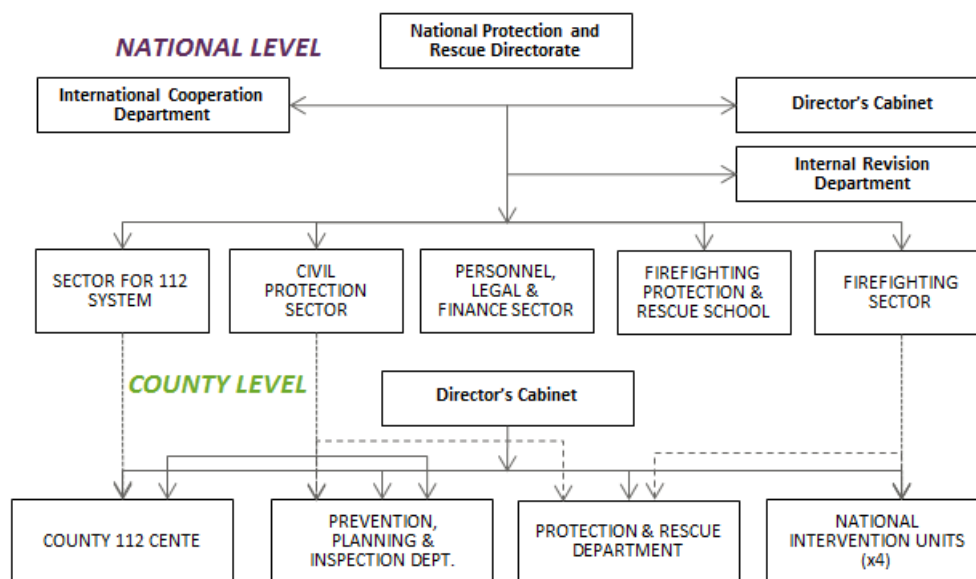 National Protection and
Rescue Directorate
NATIONAL LEVEL
International Cooperation
Department
Director's Cabinet
Internal Revision
Department
SECTOR FOR 112
SYSTEM
CIVIL
PROTECTION
SECTOR
PERSONNEL,
LEGAL &
FINANCE SECTOR
FIREFIGHTING
PROTECTION &
RESCUE SCHOOL
FIREFIGHTING
SECTOR
COUNTY LEVEL
Director's Cabinet
COUNTY 112 CENTE
PREVENTION,
PLANNING &
INSPECTION DEPT.
PROTECTION & RESCUE
DEPARTMENT
NATIONAL
INTERVENTION UNITS
(x4)